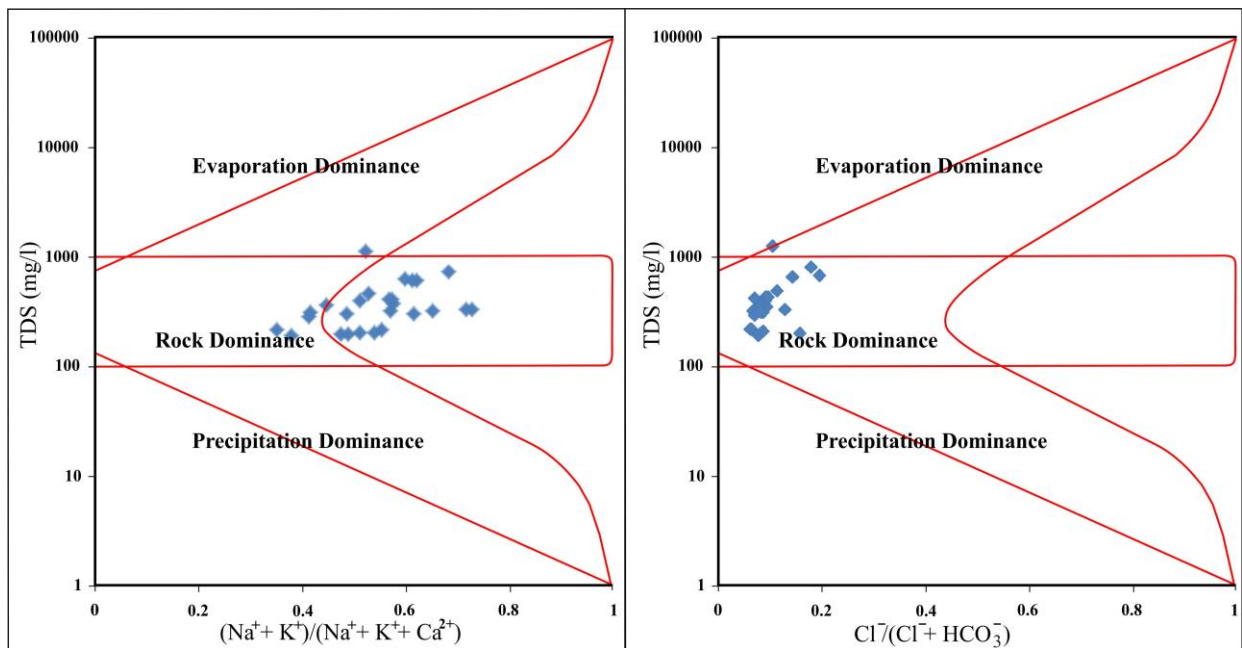 100000
10000
1000
100
10
1
TDS (mg/l)
Evaporation Dominance
Rock Dominance
Precipitation Dominance
0 0.2 0.4 0.6 0.8 1
(Na⁺+ K⁺)/(Na⁺+ K⁺+ Ca²⁺)
100000
10000
1000
100
10
1
TDS (mg/l)
Evaporation Dominance
Rock Dominance
Precipitation Dominance
0 0.2 0.4 0.6 0.8 1
Cl⁻/(Cl⁻+ HCO₃⁻)